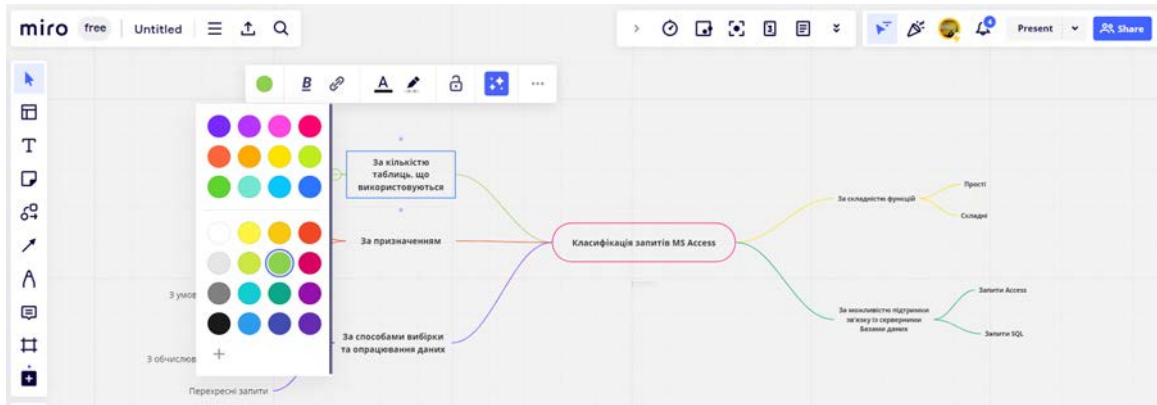 miro free Untitled
4 Present Share
B A
За кількістю
таблиць, що
використовуються
За призначенням
З умов
За способами вибірки
та опрацювання даних
З обчислюв
Перехресні запити
Класифікація запитів MS Access
За складністю функцій
Прості
Складні
За можливістю підтримки
зв'язку із серверними
Базами даних
Запити Access
Запити SQL